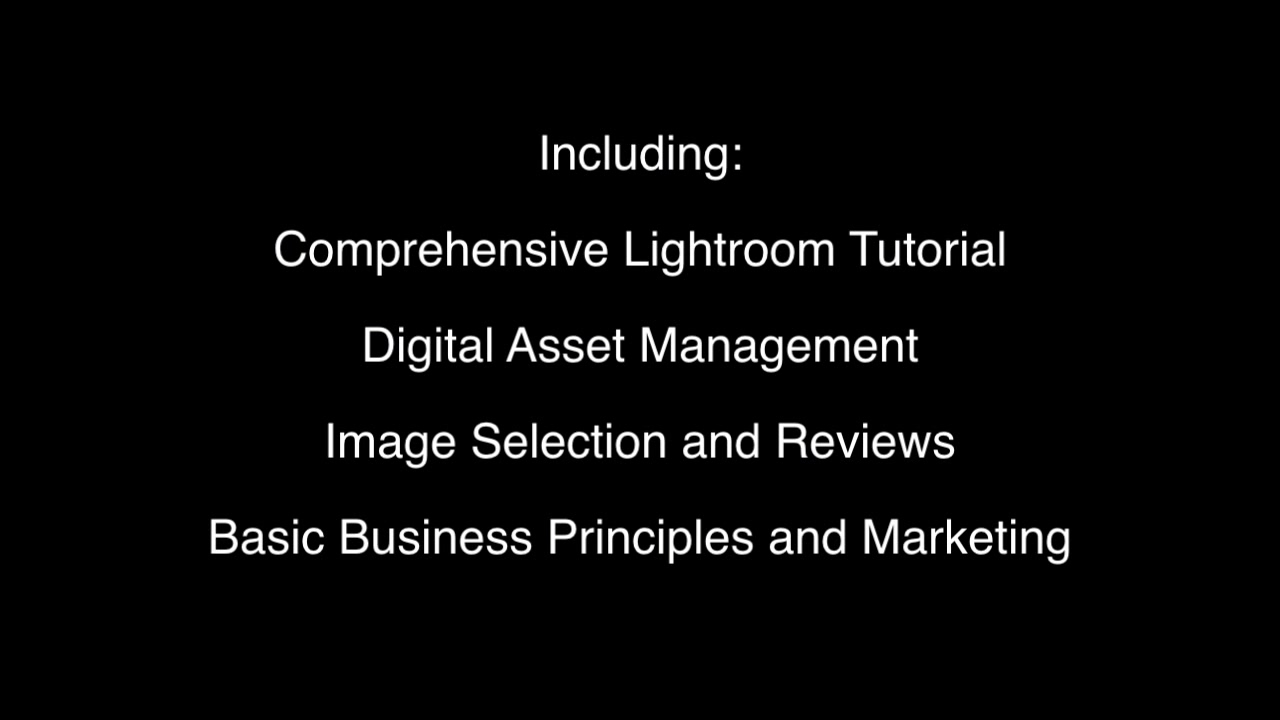 Including:
Comprehensive Lightroom Tutorial
Digital Asset Management
Image Selection and Reviews
Basic Business Principles and Marketing